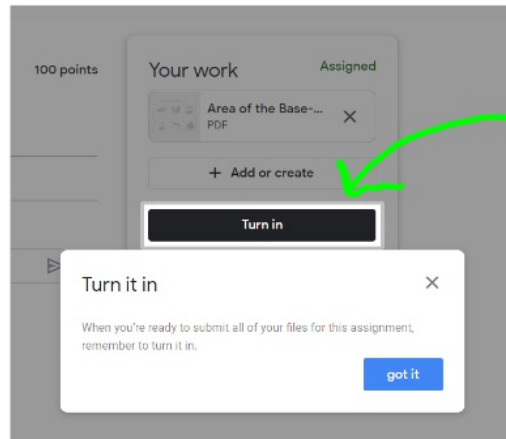 100 points
Your work
Assigned
Area of the Base-...
PDF
+ Add or create
Turn in
Turn it in
When you're ready to submit all of your files for this assignment,
remember to turn it in.
got it